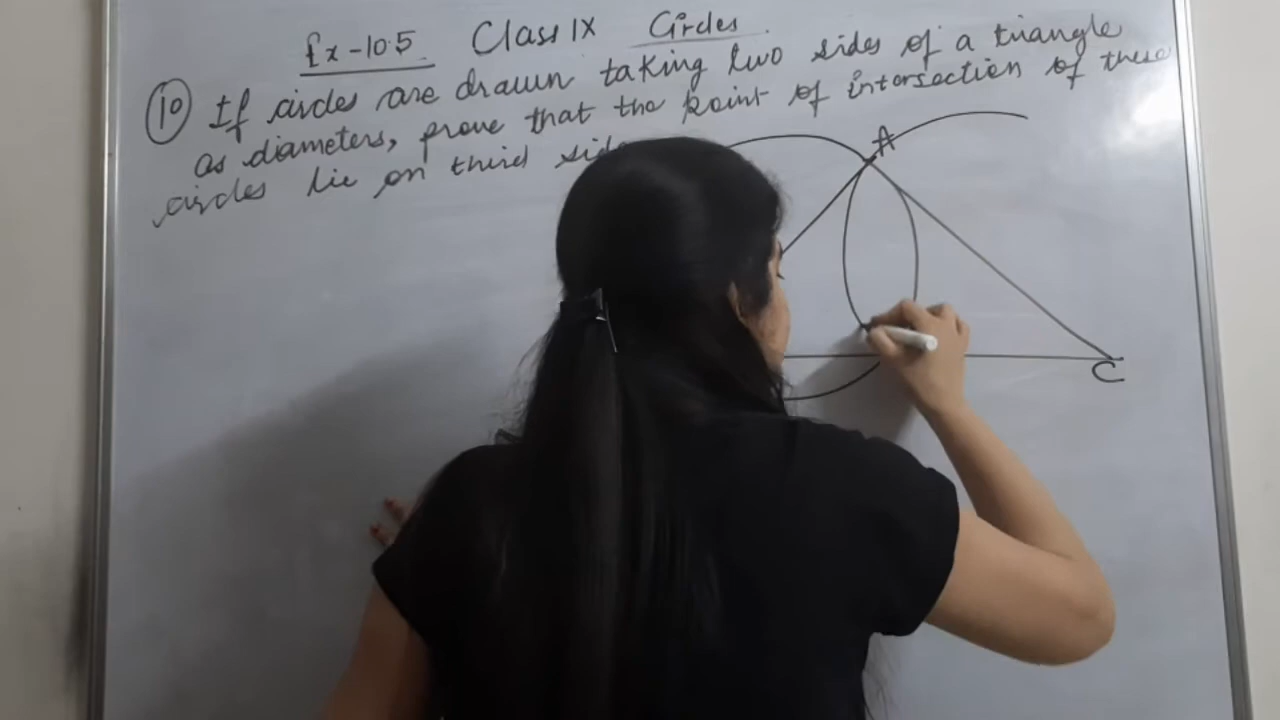 Ex-10.5 Class IX Circles
10 If circles are drawn taking two sides of a triangle
as diameters, prove that the point of intersection of these
circles lie on third
A
C